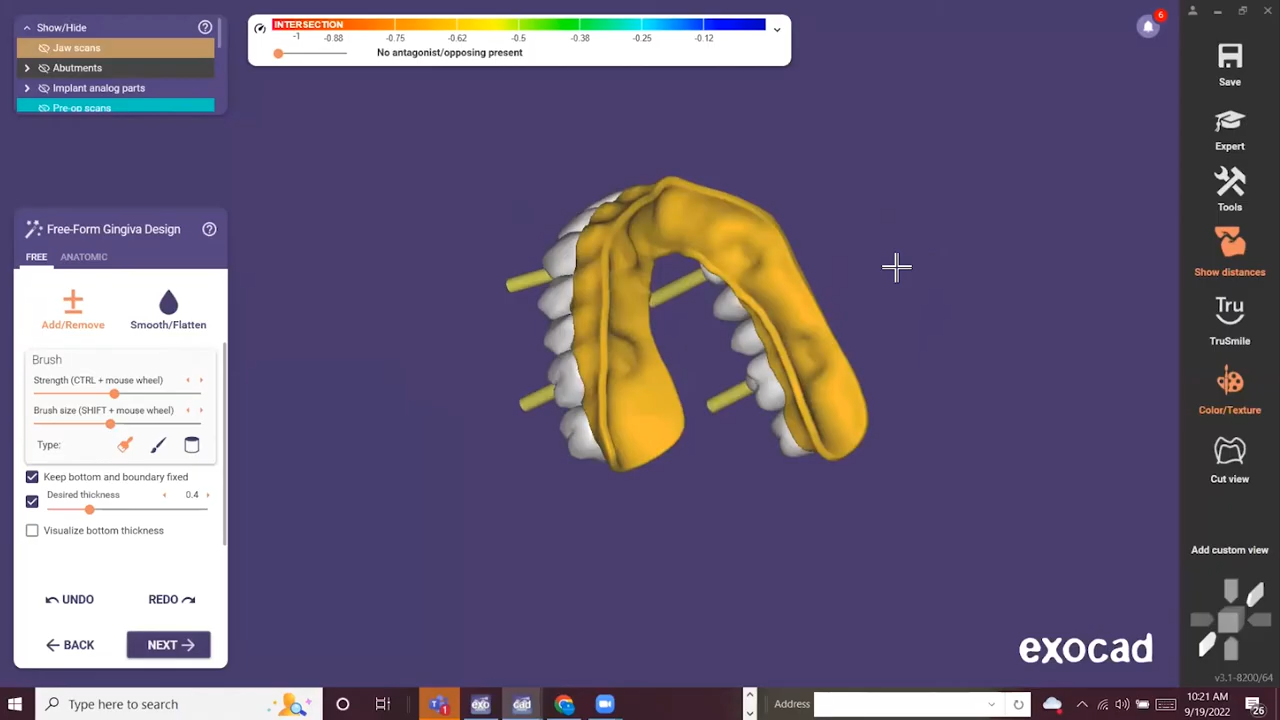 Show/Hide
Jaw scans
Abutments
Implant analog parts
Pre-op scans
INTERSECTION
-1 -0.88 -0.75 -0.62 -0.5 -0.38 -0.25 -0.12
No antagonist/opposing present
6
Save
Expert
Tools
Show distances
Tru
TruSmile
Color/Texture
Cut view
Add custom view
Free-Form Gingiva Design
FREE ANATOMIC
Add/Remove Smooth/Flatten
Brush
Strength (CTRL + mouse wheel)
Brush size (SHIFT + mouse wheel)
Type:
Keep bottom and boundary fixed
Desired thickness 0.4
Visualize bottom thickness
UNDO REDO
BACK NEXT
exocad
v3.1-8200/64
Type here to search
1
exo
cad
Address
10:21 AM
9/19/2022
26